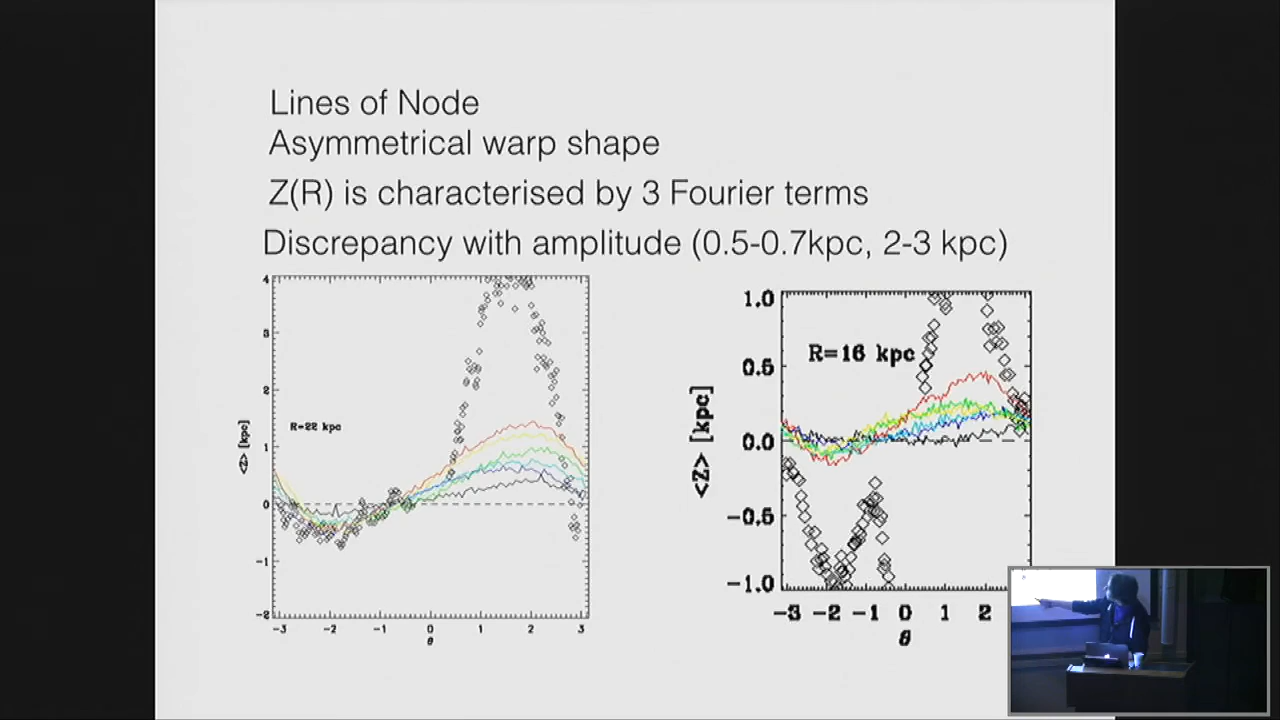 Lines of Node
Asymmetrical warp shape
Z(R) is characterised by 3 Fourier terms
Discrepancy with amplitude (0.5-0.7kpc, 2-3 kpc)
4
3
2
1
0
-1
-2
<Z> [kpc]
R=22 kpc
-3 -2 -1 0 1 2 3
θ
1.0
0.5
0.0
-0.5
-1.0
<Z> [kpc]
R=16 kpc
-3 -2 -1 0 1 2
θ